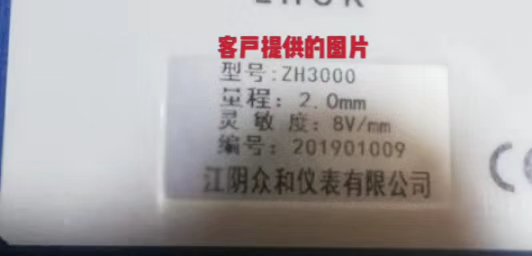 客戸提供的图片
型号:ZH3000
量程: 2.0mm
灵敏度: 8V/mm
编号: 201901009
江阴众和仪表有限公司